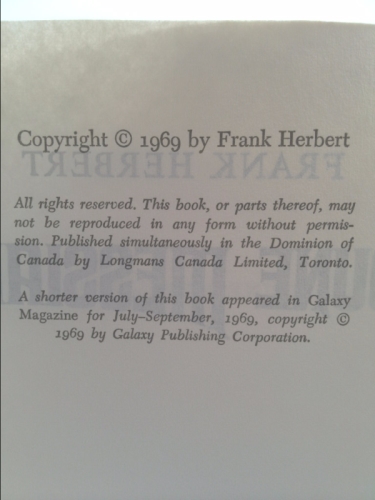 Copyright © 1969 by Frank Herbert
FRANK HERBERT
All rights reserved. This book, or parts thereof, may
not be reproduced in any form without permis-
sion. Published simultaneously in the Dominion of
Canada by Longmans Canada Limited, Toronto.
A shorter version of this book appeared in Galaxy
Magazine for July–September, 1969, copyright ©
1969 by Galaxy Publishing Corporation.